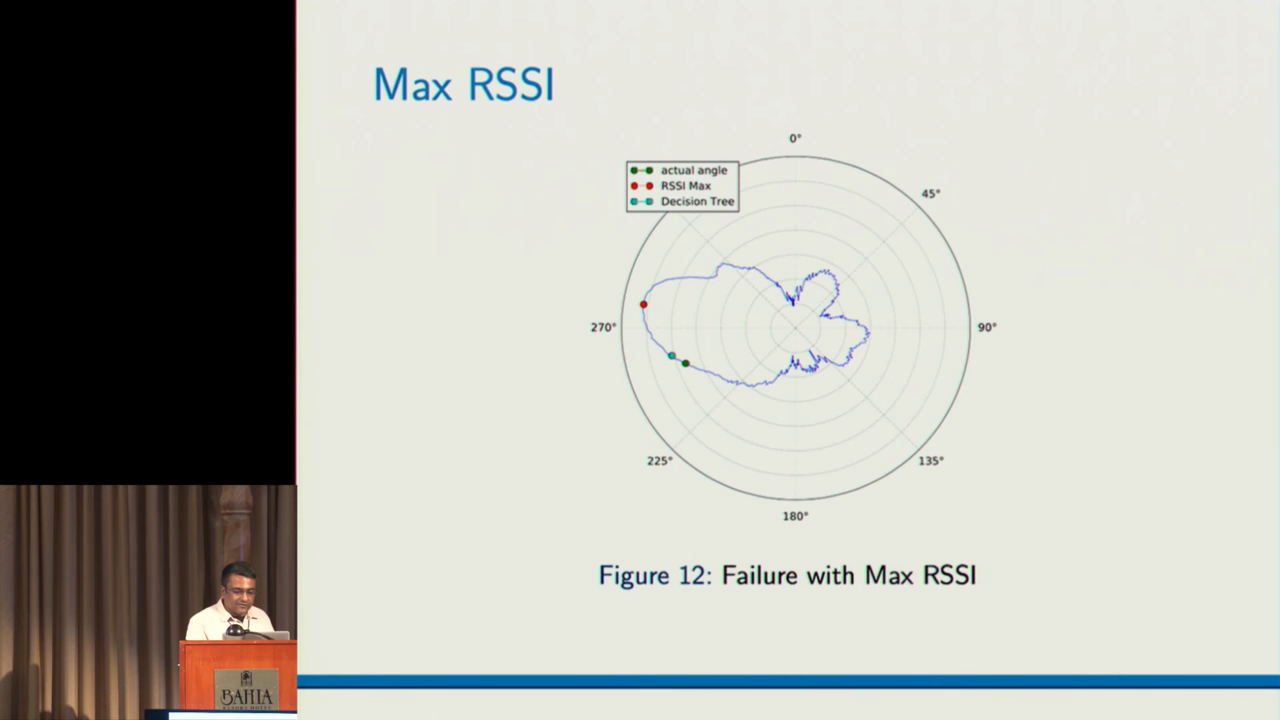 Max RSSI
0°
45°
90°
135°
180°
225°
270°
actual angle
RSSI Max
Decision Tree
Figure 12: Failure with Max RSSI
BAHIA